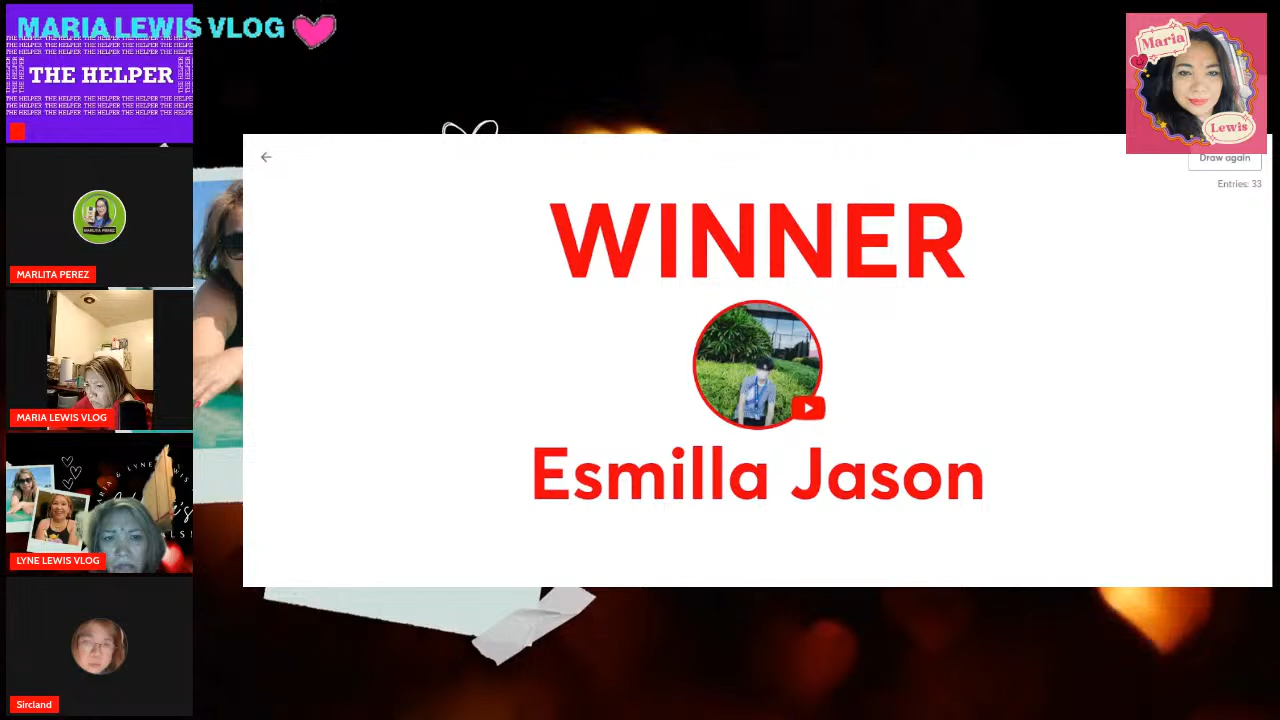 MARIA LEWIS VLOG
THE HELPER
MARLITA PEREZ
MARIA LEWIS VLOG
LYNE LEWIS VLOG
Sircland
Maria
Lewis
Draw again
Entries: 33
WINNER
Esmilla Jason